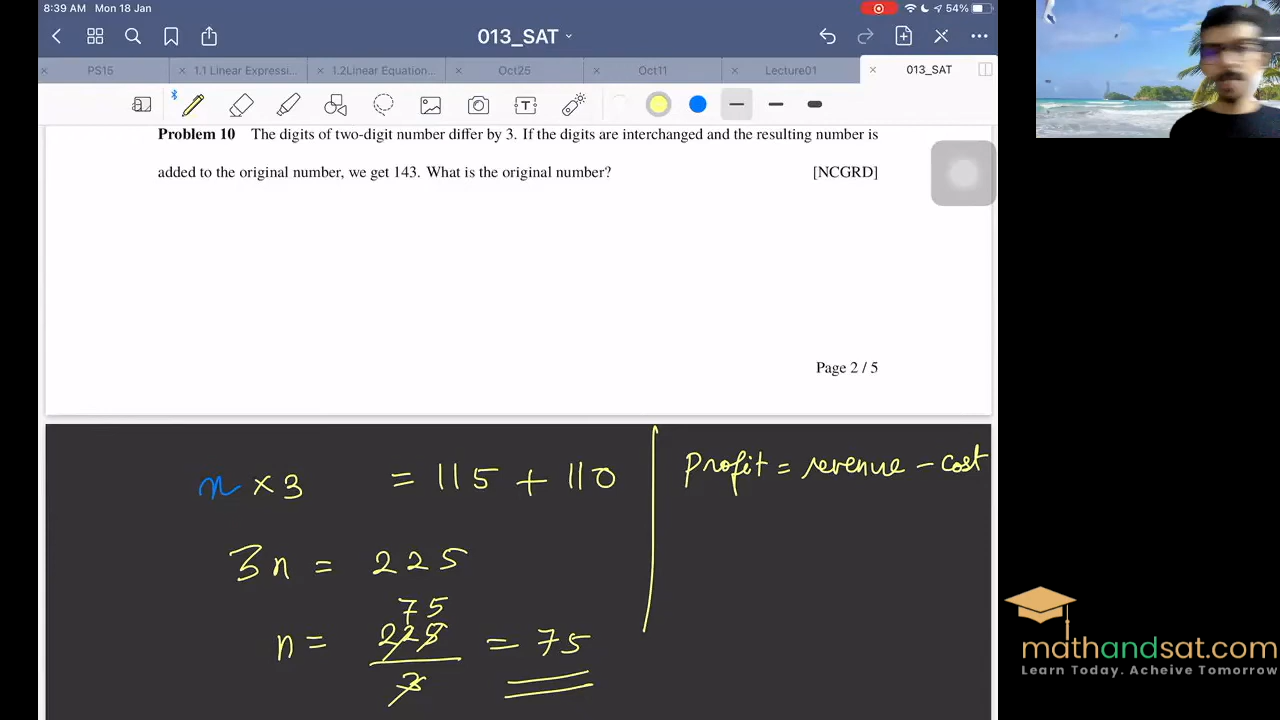 8:39 AM Mon 18 Jan
54%
013_SAT
PS15
1.1 Linear Expressi...
1.2Linear Equation...
Oct25
Oct11
Lecture01
013_SAT
Problem 10 The digits of two-digit number differ by 3. If the digits are interchanged and the resulting number is
added to the original number, we get 143. What is the original number? [NCGRD]
Page 2 / 5
n × 3 = 115 + 110
3n = 225
75
n = 225 = 75
3
Profit = revenue - cost
mathandsat.com
Learn Today. Acheive Tomorrow